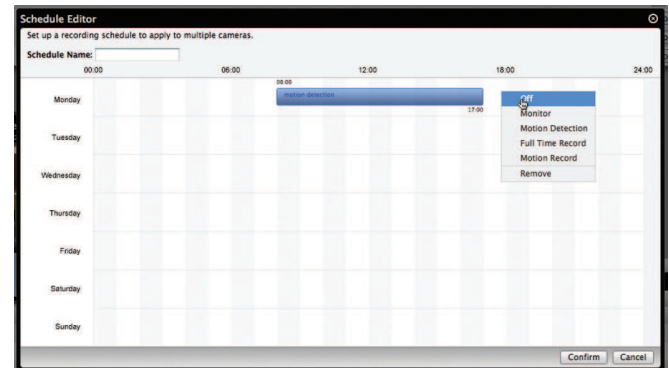 Schedule Editor
Set up a recording schedule to apply to multiple cameras.
Schedule Name:
00:00 06:00 12:00 18:00 24:00
08:00
Monday motion detection
17:00
Off
Monitor
Tuesday Motion Detection
Full Time Record
Motion Record
Wednesday Remove
Thursday
Friday
Saturday
Sunday
Confirm Cancel